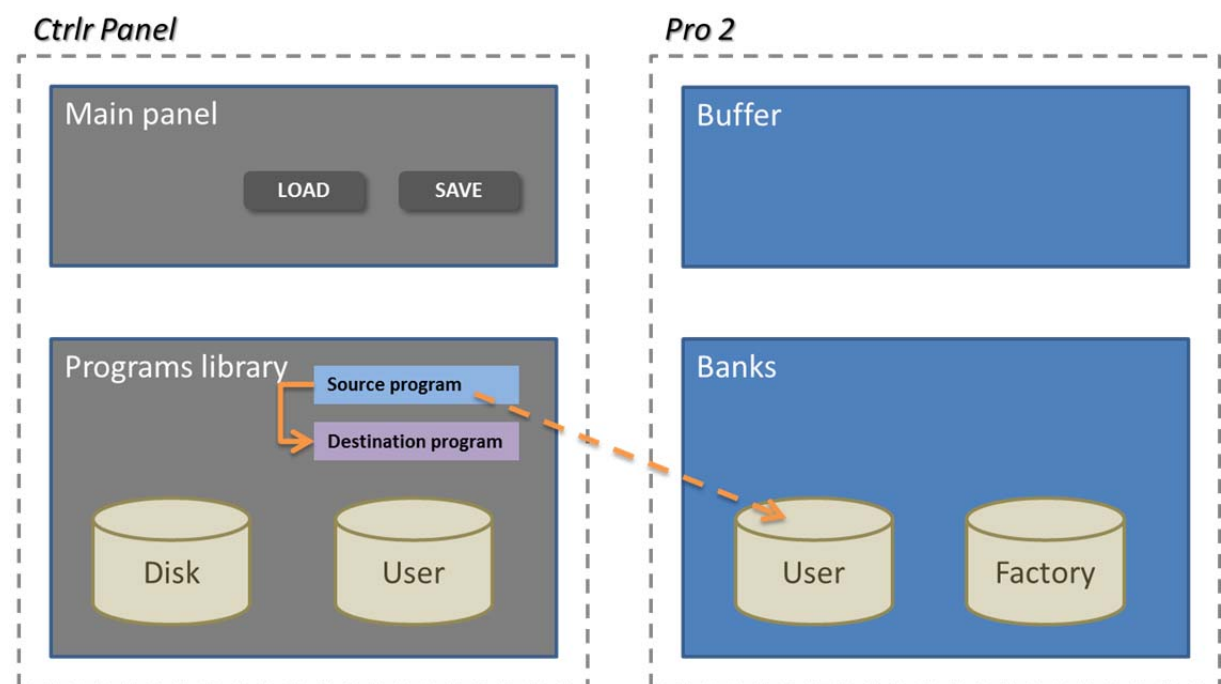 Ctrlr Panel
Main panel
LOAD
SAVE
Programs library
Source program
Destination program
Disk
User
Pro 2
Buffer
Banks
User
Factory